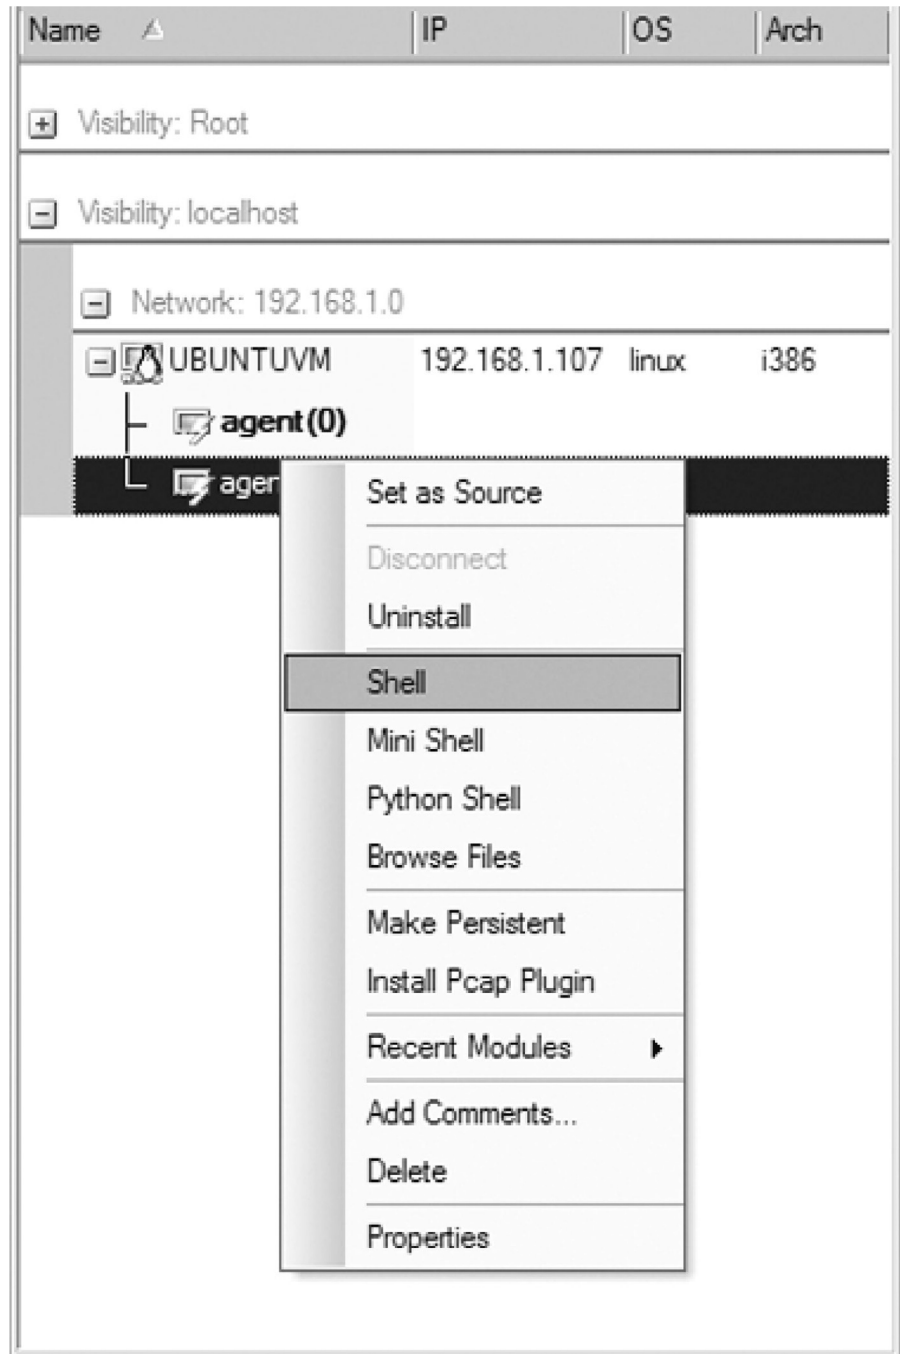 Name IP OS Arch
Visibility: Root
Visibility: localhost
Network: 192.168.1.0
UBUNTUVM 192.168.1.107 linux i386
agent(0)
Set as Source
Disconnect
Uninstall
Shell
Mini Shell
Python Shell
Browse Files
Make Persistent
Install Pcap Plugin
Recent Modules
Add Comments...
Delete
Properties